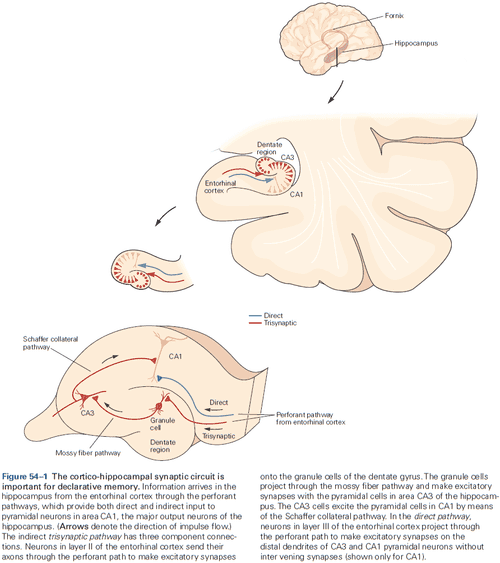 Fornix
Hippocampus
Dentate
region
CA3
Entorhinal
cortex
CA1
Direct
Trisynaptic
Schaffer collateral
pathway
CA1
CA3
Granule
cell
Direct
Perforant pathway
from entorhinal cortex
Trisynaptic
Mossy fiber pathway
Dentate
region
Figure 54–1 The cortico-hippocampal synaptic circuit is
important for declarative memory. Information arrives in the
hippocampus from the entorhinal cortex through the perforant
pathways, which provide both direct and indirect input to
pyramidal neurons in area CA1, the major output neurons of the
hippocampus. (Arrows denote the direction of impulse flow.)
The indirect trisynaptic pathway has three component connec-
tions. Neurons in layer II of the entorhinal cortex send their
axons through the perforant path to make excitatory synapses
onto the granule cells of the dentate gyrus. The granule cells
project through the mossy fiber pathway and make excitatory
synapses with the pyramidal cells in area CA3 of the hippocam-
pus. The CA3 cells excite the pyramidal cells in CA1 by means
of the Schaffer collateral pathway. In the direct pathway,
neurons in layer III of the entorhinal cortex project through
the perforant path to make excitatory synapses on the
distal dendrites of CA3 and CA1 pyramidal neurons without
inter vening synapses (shown only for CA1).